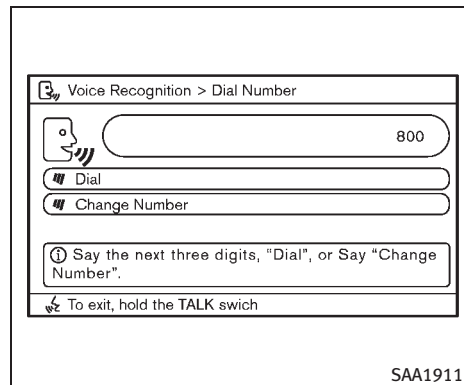 Voice Recognition > Dial Number
800
Dial
Change Number
ⓘ Say the next three digits, “Dial”, or Say “Change
Number”.
To exit, hold the TALK swich
SAA1911